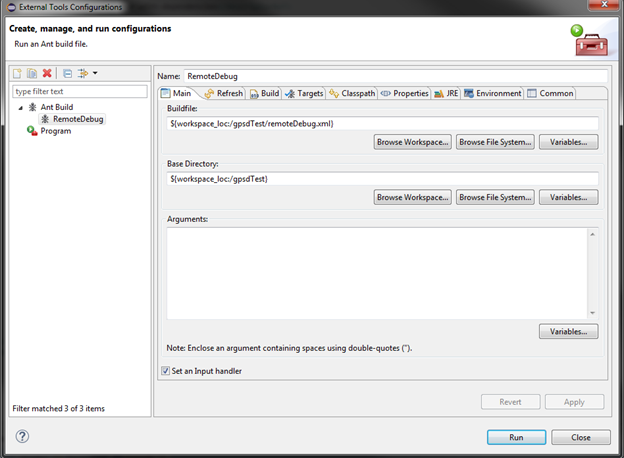 External Tools Configurations
Create, manage, and run configurations
Run an Ant build file.
type filter text
Ant Build
RemoteDebug
Program
Filter matched 3 of 3 items
Name: RemoteDebug
Main Refresh Build Targets Classpath Properties JRE Environment Common
Buildfile:
${workspace_loc:/gpsdTest/remoteDebug.xml}
Browse Workspace... Browse File System... Variables...
Base Directory:
${workspace_loc:/gpsdTest}
Browse Workspace... Browse File System... Variables...
Arguments:
Variables...
Note: Enclose an argument containing spaces using double-quotes (").
Set an Input handler
Revert Apply
? Run Close